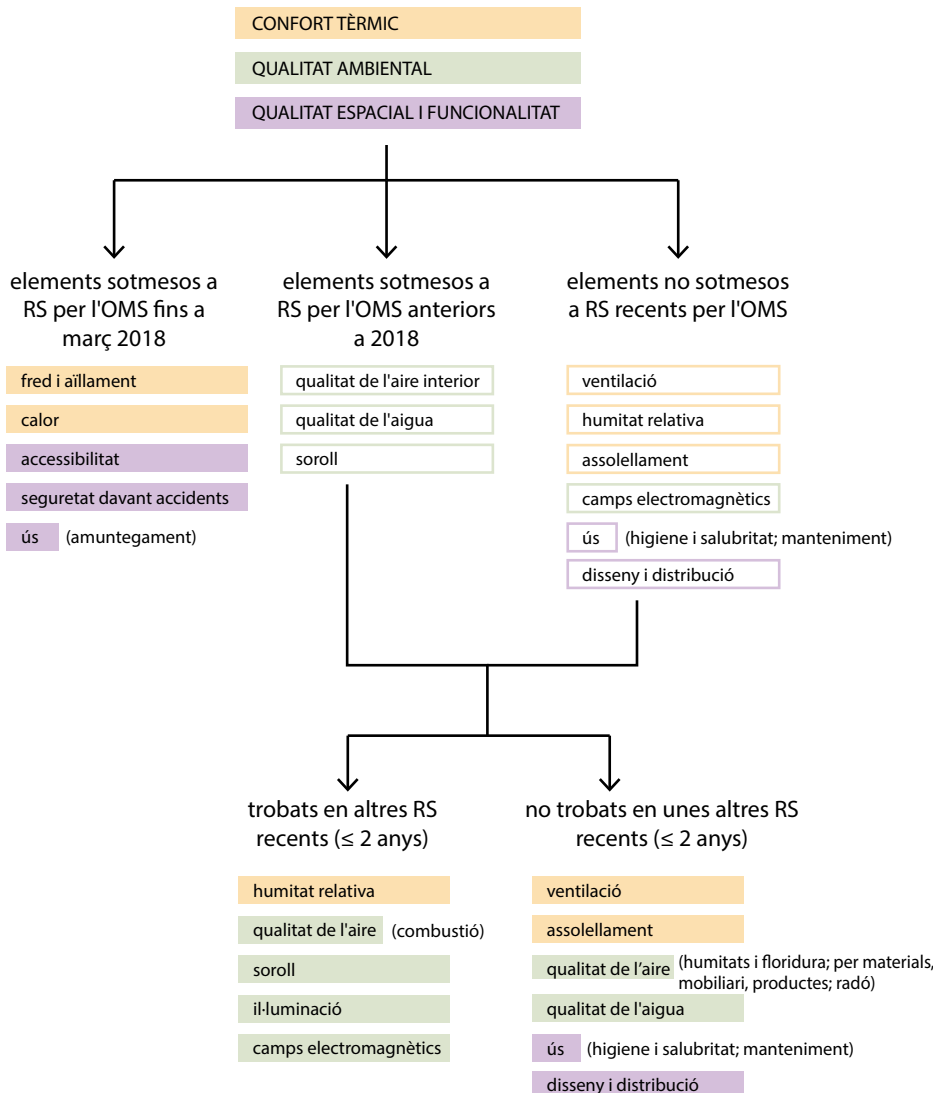 CONFORT TÈRMIC
QUALITAT AMBIENTAL
QUALITAT ESPACIAL I FUNCIONALITAT
elements sotmesos a
RS per l'OMS fins a
març 2018
fred i aïllament
calor
accessibilitat
seguretat davant accidents
ús (amuntegament)
elements sotmesos a
RS per l'OMS anteriors
a 2018
qualitat de l'aire interior
qualitat de l'aigua
soroll
elements no sotmesos
a RS recents per l'OMS
ventilació
humitat relativa
assolellament
camps electromagnètics
ús (higiene i salubritat; manteniment)
disseny i distribució
trobats en altres RS
recents (≤ 2 anys)
humitat relativa
qualitat de l'aire (combustió)
soroll
il·luminació
camps electromagnètics
no trobats en unes altres RS
recents (≤ 2 anys)
ventilació
assolellament
qualitat de l’aire (humitats i floridura; per materials,
mobiliari, productes; radó)
qualitat de l'aigua
ús (higiene i salubritat; manteniment)
disseny i distribució